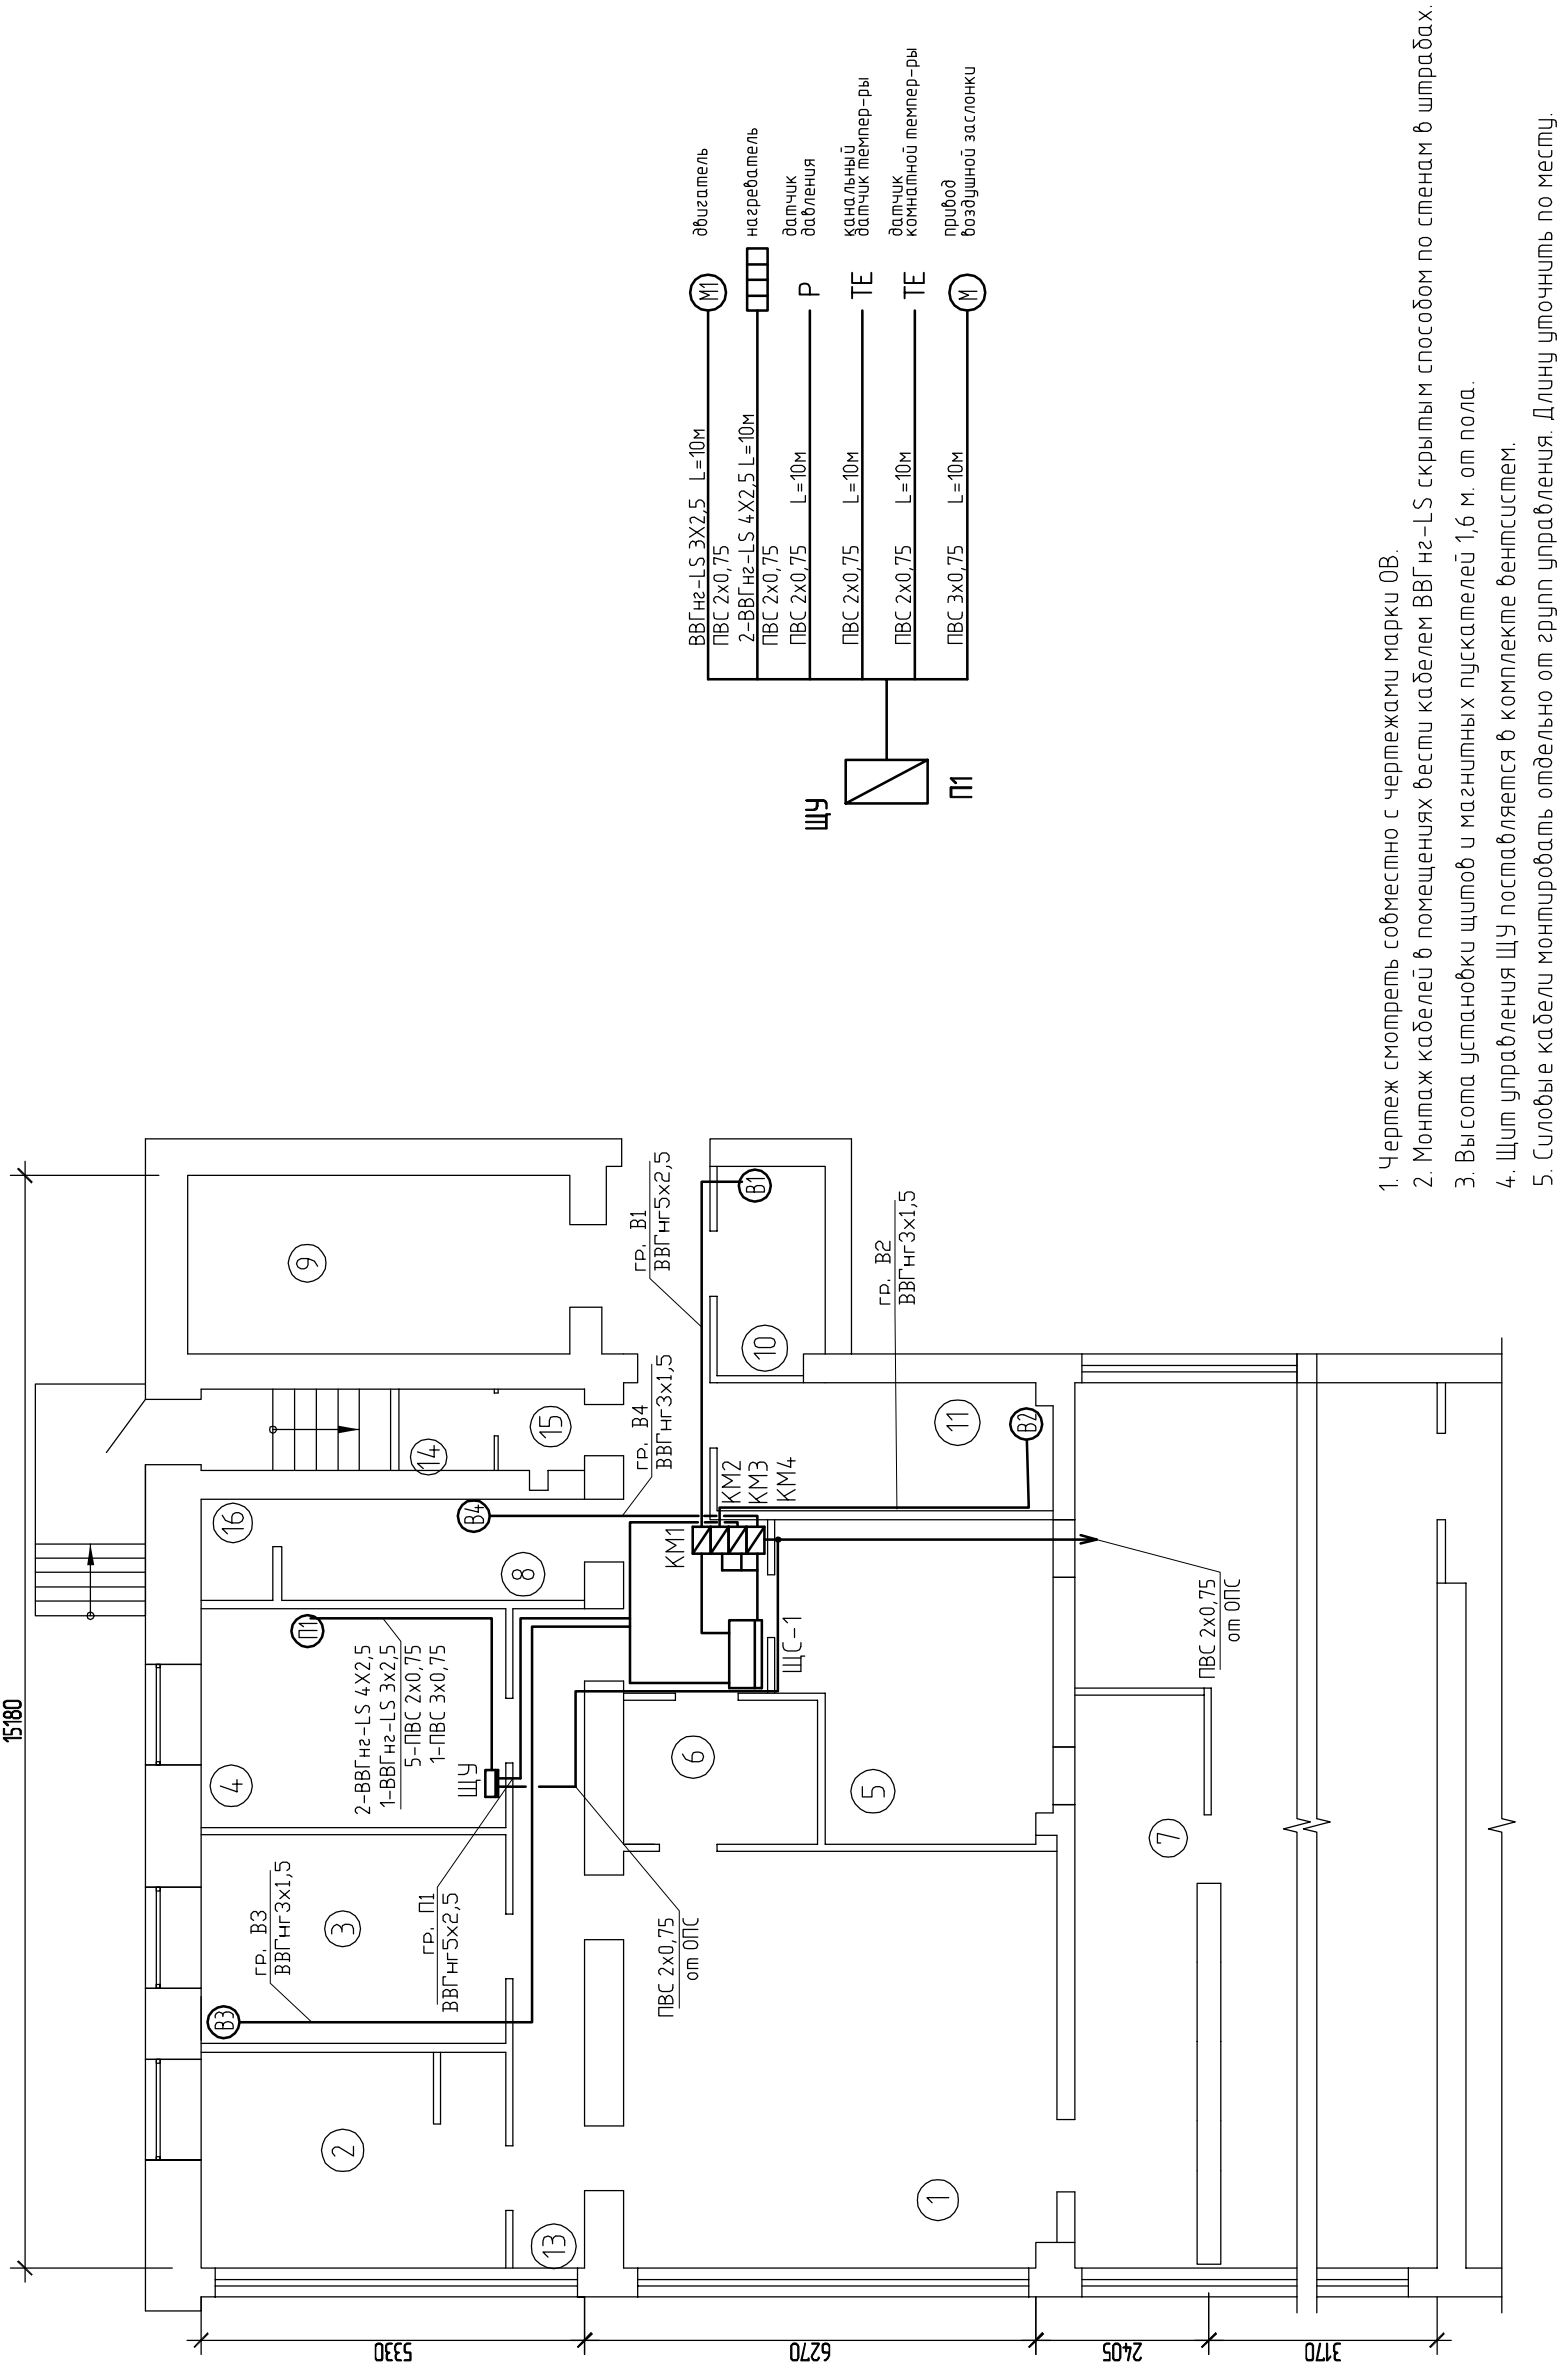 15180
9
14
15
16
8
В4
гр. В4
ВВГнг3х1,5
гр. В1
ВВГнг5х2,5
В1
10
гр. В2
ВВГнг3х1,5
11
В2
КМ1
КМ2
КМ3
КМ4
ЩС-1
П1
4
2-ВВГнг-LS 4Х2,5
1-ВВГнг-LS 3х2,5
5-ПВС 2х0,75
1-ПВС 3х0,75
ЩУ
6
5
7
ПВС 2х0,75
от ОПС
3
гр. В3
ВВГнг3х1,5
В3
гр. П1
ВВГнг5х2,5
ПВС 2х0,75
от ОПС
2
13
1
5330
6270
2405
3170
ЩУ
П1
ВВГнг-LS 3Х2,5 L=10м
ПВС 2х0,75
М1
двигатель
2-ВВГнг-LS 4Х2,5 L=10м
ПВС 2х0,75
нагреватель
ПВС 2х0,75 L=10м
Р
датчик
давления
ПВС 2х0,75 L=10м
ТЕ
канальный
датчик темпер-ры
ПВС 2х0,75 L=10м
ТЕ
датчик
комнатной темпер-ры
ПВС 3х0,75 L=10м
М
привод
воздушной заслонки
1. Чертеж смотреть совместно с чертежами марки ОВ.
2. Монтаж кабелей в помещениях вести кабелем ВВГнг-LS скрытым способом по стенам в штрабах.
3. Высота установки щитов и магнитных пускателей 1,6 м. от пола.
4. Щит управления ЩУ поставляется в комплекте вентсистем.
5. Силовые кабели монтировать отдельно от групп управления. Длину уточнить по месту.